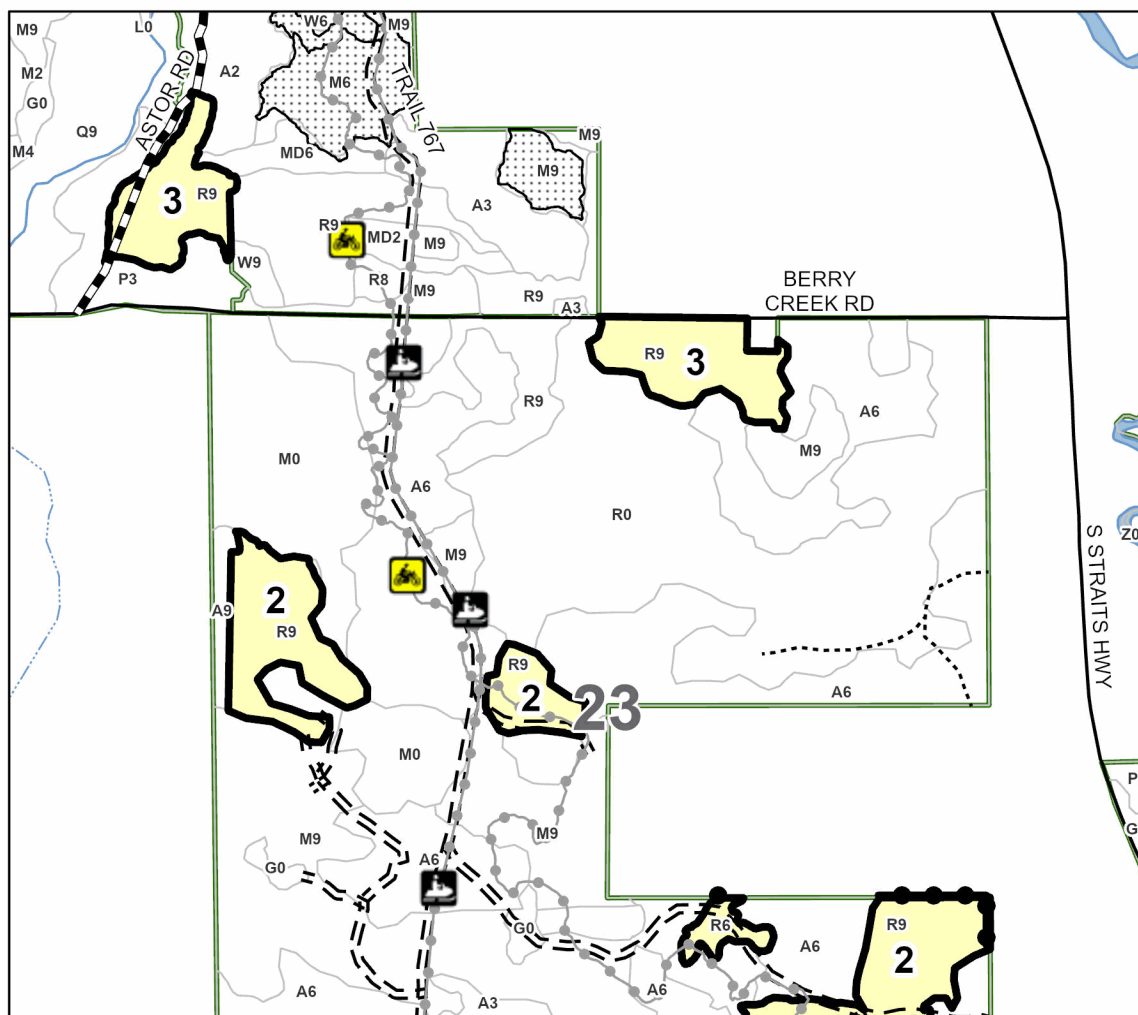 M9
L0
W6
M9
M2
A2
M6
TRAIL 767
G0
ASTOR RD
Q9
M9
M4
MD6
M9
3
R9
A3
R9
MD2
M9
W9
P3
R8
M9
R9
A3
BERRY
CREEK RD
R9
3
R9
A6
M9
M0
A6
R0
M9
S STRAITS HWY
Z0
A9
2
R9
R9
2
23
A6
M0
P
M9
M9
G
G0
A6
G0
R6
A6
R9
2
A6
A6
A3